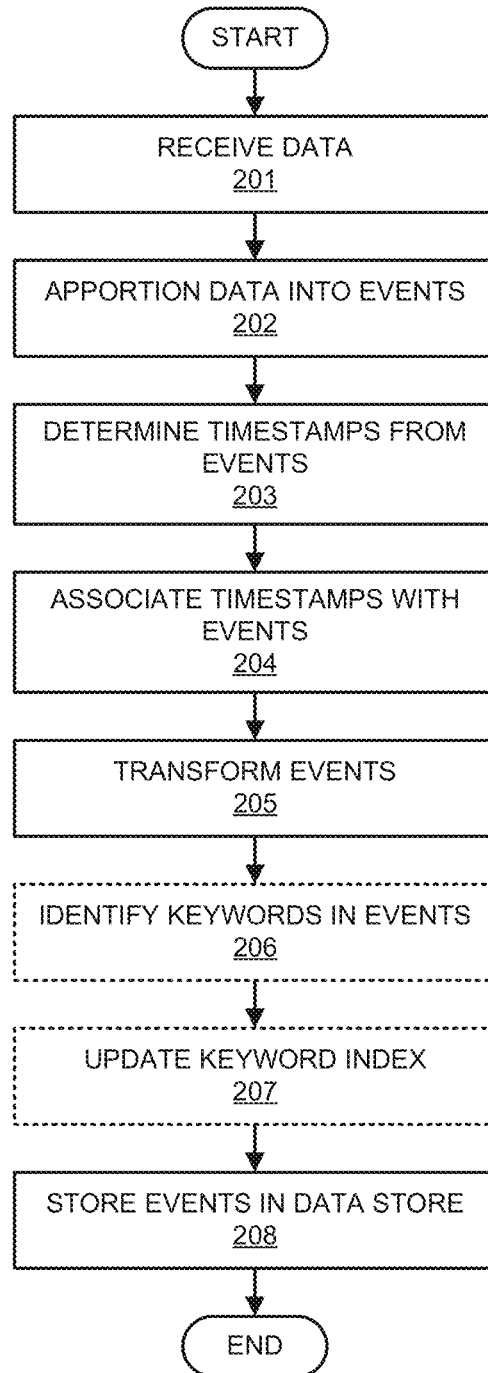 START
RECEIVE DATA
201
APPORTION DATA INTO EVENTS
202
DETERMINE TIMESTAMPS FROM
EVENTS
203
ASSOCIATE TIMESTAMPS WITH
EVENTS
204
TRANSFORM EVENTS
205
IDENTIFY KEYWORDS IN EVENTS
206
UPDATE KEYWORD INDEX
207
STORE EVENTS IN DATA STORE
208
END